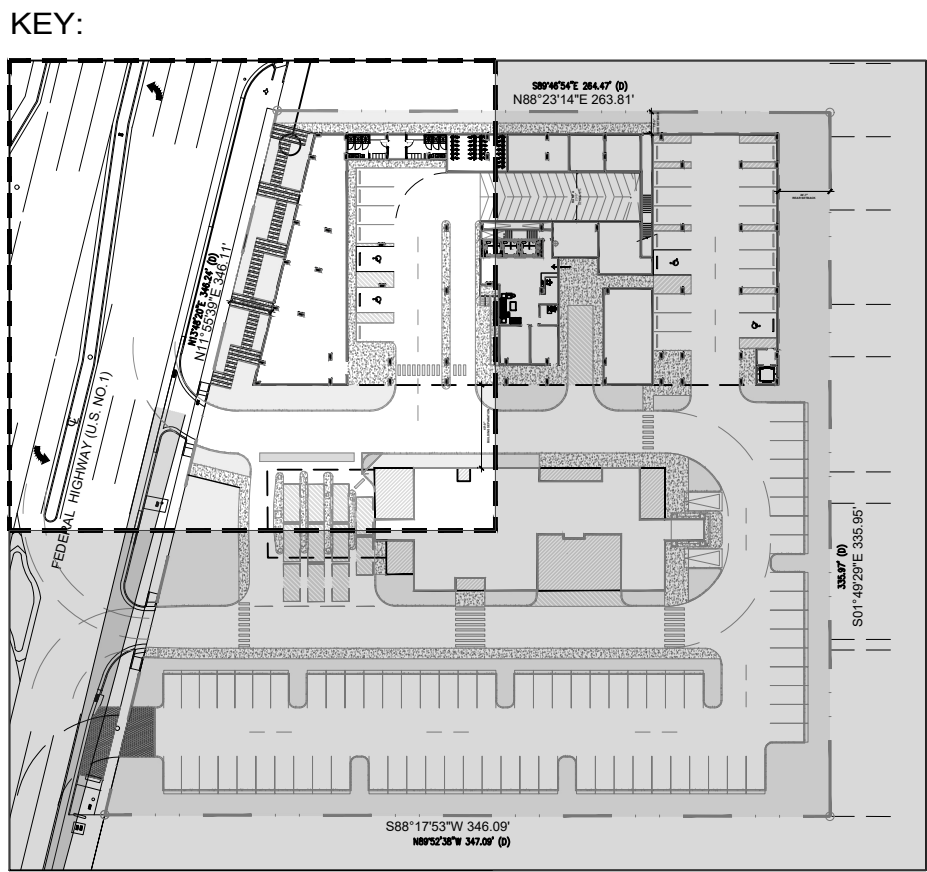 KEY:
S89°46'54"E 264.47' (D)
N88°23'14"E 263.81'
N13°46'20"E 346.24' (D)
N11°55'39"E 346.11'
FEDERAL HIGHWAY (U.S. NO.1)
335.97' (D)
S01°49'29"E 335.95'
S88°17'53"W 346.09'
N89°52'38"W 347.09' (D)